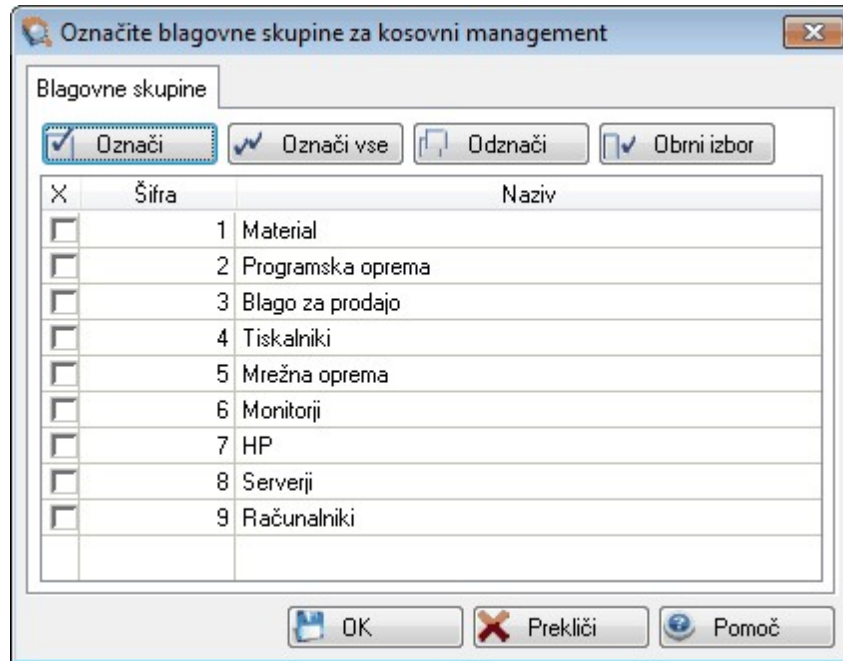 Označite blagovne skupine za kosovni management
Blagovne skupine
Označi Označi vse Odznači Obrni izbor
X Šifra Naziv
1 Material
2 Programska oprema
3 Blago za prodajo
4 Tiskalniki
5 Mrežna oprema
6 Monitorji
7 HP
8 Serverji
9 Računalniki
OK Prekliči Pomoč